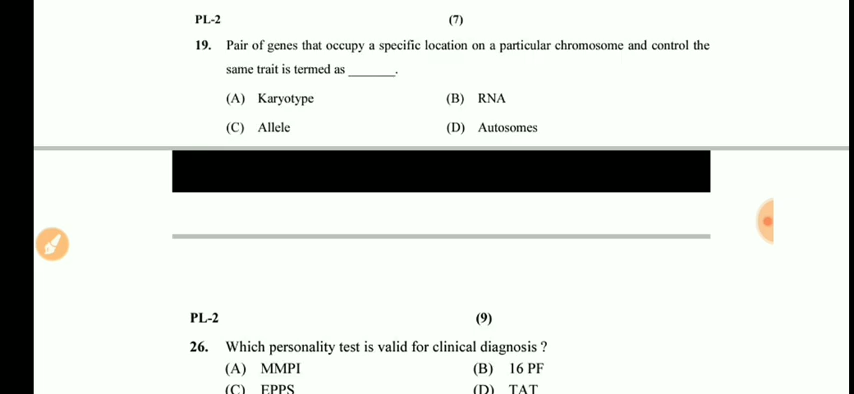 PL-2 (7)
19. Pair of genes that occupy a specific location on a particular chromosome and control the
same trait is termed as _______.
(A) Karyotype (B) RNA
(C) Allele (D) Autosomes
PL-2 (9)
26. Which personality test is valid for clinical diagnosis ?
(A) MMPI (B) 16 PF
(C) EPPS (D) TAT